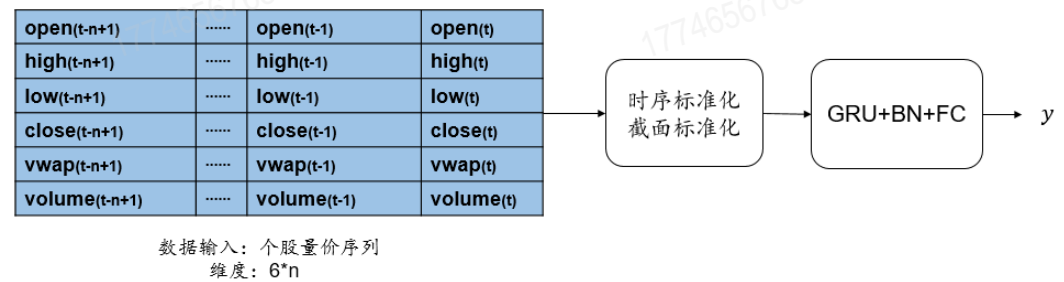 open(t-n+1) ...... open(t-1) open(t)
high(t-n+1) ...... high(t-1) high(t)
low(t-n+1) ...... low(t-1) low(t)
close(t-n+1) ...... close(t-1) close(t)
vwap(t-n+1) ...... vwap(t-1) vwap(t)
volume(t-n+1) ...... volume(t-1) volume(t)
时序标准化
截面标准化
GRU+BN+FC
y
数据输入：个股量价序列
维度：6*n